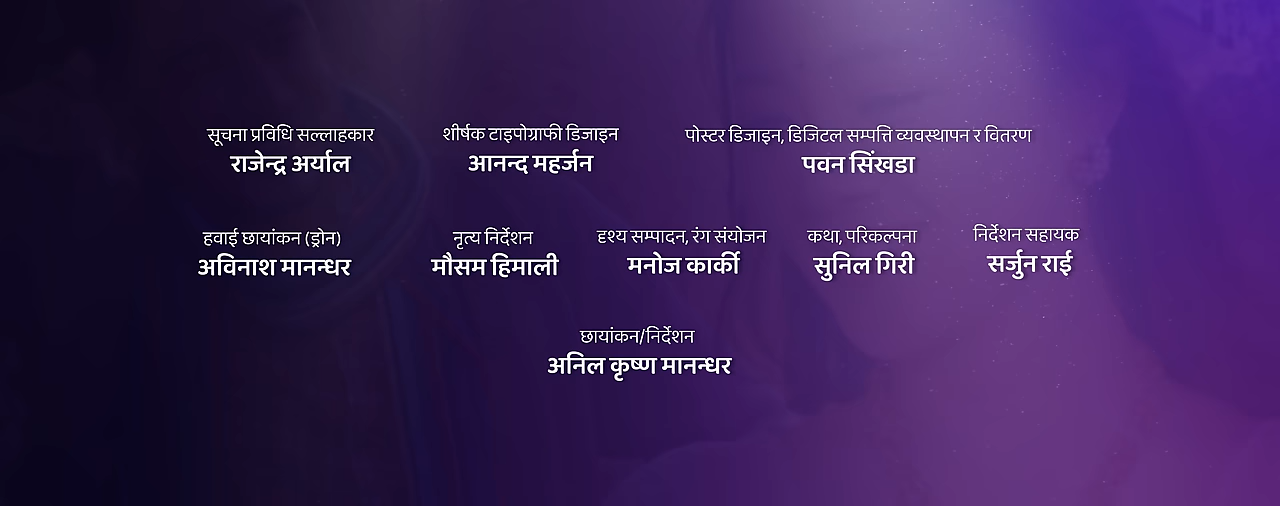 सूचना प्रविधि सल्लाहकार
राजेन्द्र अर्याल
शीर्षक टाइपोग्राफी डिजाइन
आनन्द महर्जन
पोस्टर डिजाइन, डिजिटल सम्पत्ति व्यवस्थापन र वितरण
पवन सिंखडा
हवाई छायांकन (ड्रोन)
अविनाश मानन्धर
नृत्य निर्देशन
मौसम हिमाली
दृश्य सम्पादन, रंग संयोजन
मनोज कार्की
कथा, परिकल्पना
सुनिल गिरी
निर्देशन सहायक
सर्जुन राई
छायांकन/निर्देशन
अनिल कृष्ण मानन्धर